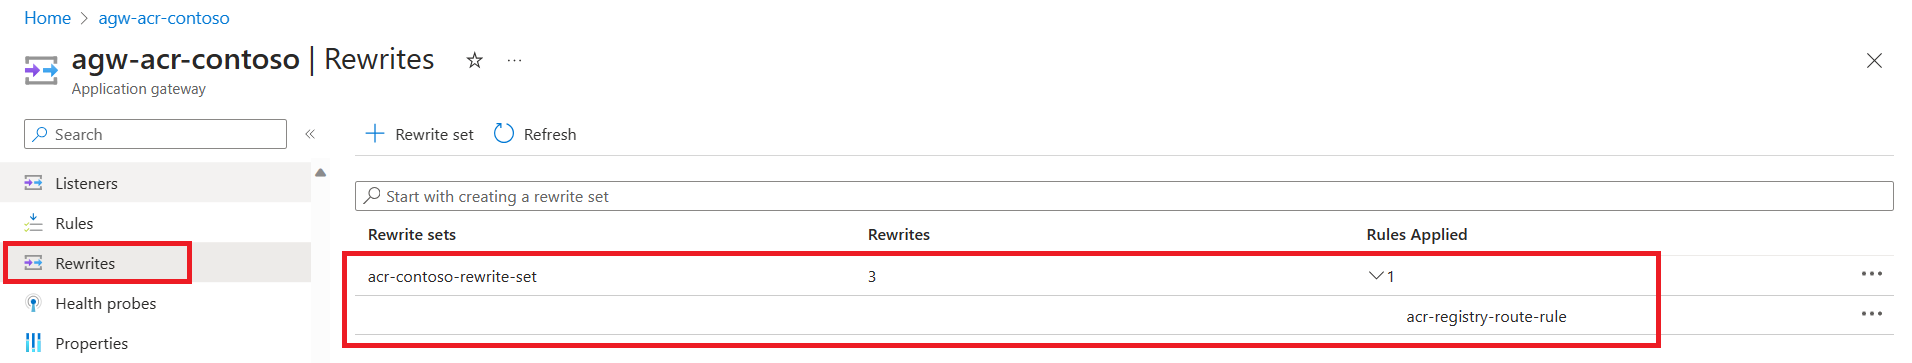 Home > agw-acr-contoso
agw-acr-contoso | Rewrites
Application gateway
Search
Rewrite set Refresh
Listeners
Start with creating a rewrite set
Rules
Rewrite sets Rewrites Rules Applied
Rewrites
acr-contoso-rewrite-set 3 1
Health probes
acr-registry-route-rule
Properties